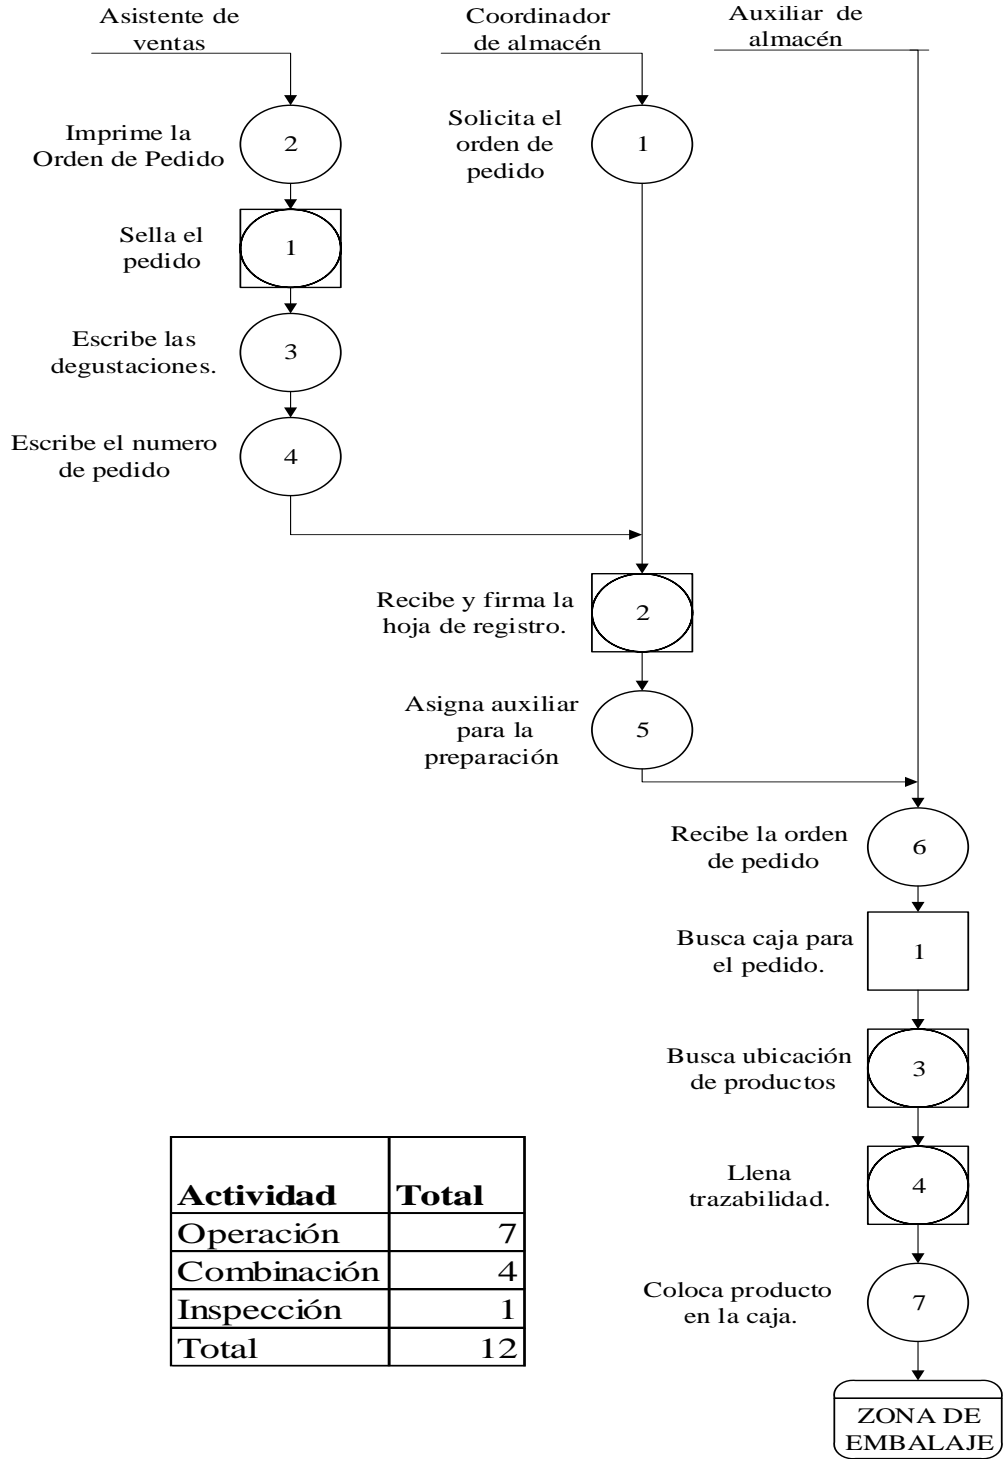 Asistente de
ventas
Coordinador
de almacén
Auxiliar de
almacén
Imprime la
Orden de Pedido
2
Solicita el
orden de
pedido
1
Sella el
pedido
1
Escribe las
degustaciones.
3
Escribe el numero
de pedido
4
Recibe y firma la
hoja de registro.
2
Asigna auxiliar
para la
preparación
5
Recibe la orden
de pedido
6
Busca caja para
el pedido.
1
Busca ubicación
de productos
3
Llena
trazabilidad.
4
Coloca producto
en la caja.
7
ZONA DE
EMBALAJE
Actividad Total
Operación 7
Combinación 4
Inspección 1
Total 12